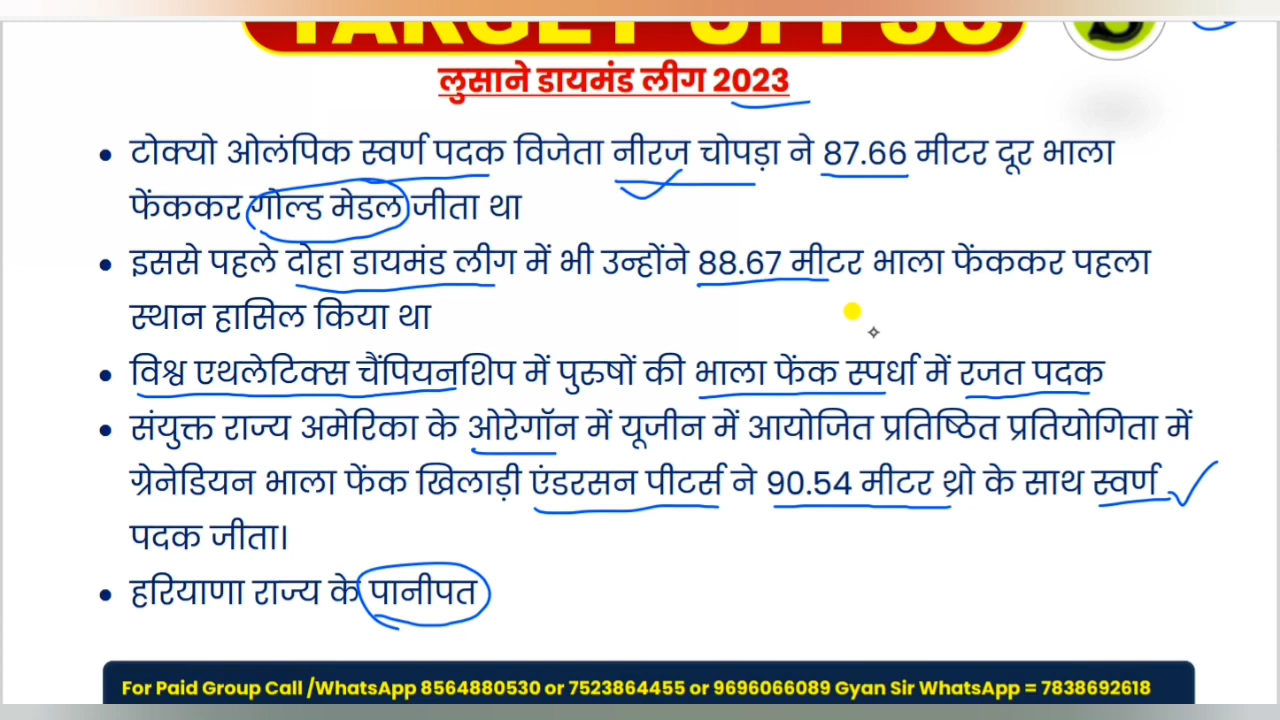 TARGET UPPSC
लुसाने डायमंड लीग 2023
• टोक्यो ओलंपिक स्वर्ण पदक विजेता नीरज चोपड़ा ने 87.66 मीटर दूर भाला
फेंककर गोल्ड मेडल जीता था
• इससे पहले दोहा डायमंड लीग में भी उन्होंने 88.67 मीटर भाला फेंककर पहला
स्थान हासिल किया था
• विश्व एथलेटिक्स चैंपियनशिप में पुरुषों की भाला फेंक स्पर्धा में रजत पदक
• संयुक्त राज्य अमेरिका के ओरेगॉन में यूजीन में आयोजित प्रतिष्ठित प्रतियोगिता में
ग्रेनेडियन भाला फेंक खिलाड़ी एंडरसन पीटर्स ने 90.54 मीटर थ्रो के साथ स्वर्ण
पदक जीता।
• हरियाणा राज्य के पानीपत
For Paid Group Call /WhatsApp 8564880530 or 7523864455 or 9696066089 Gyan Sir WhatsApp = 7838692618